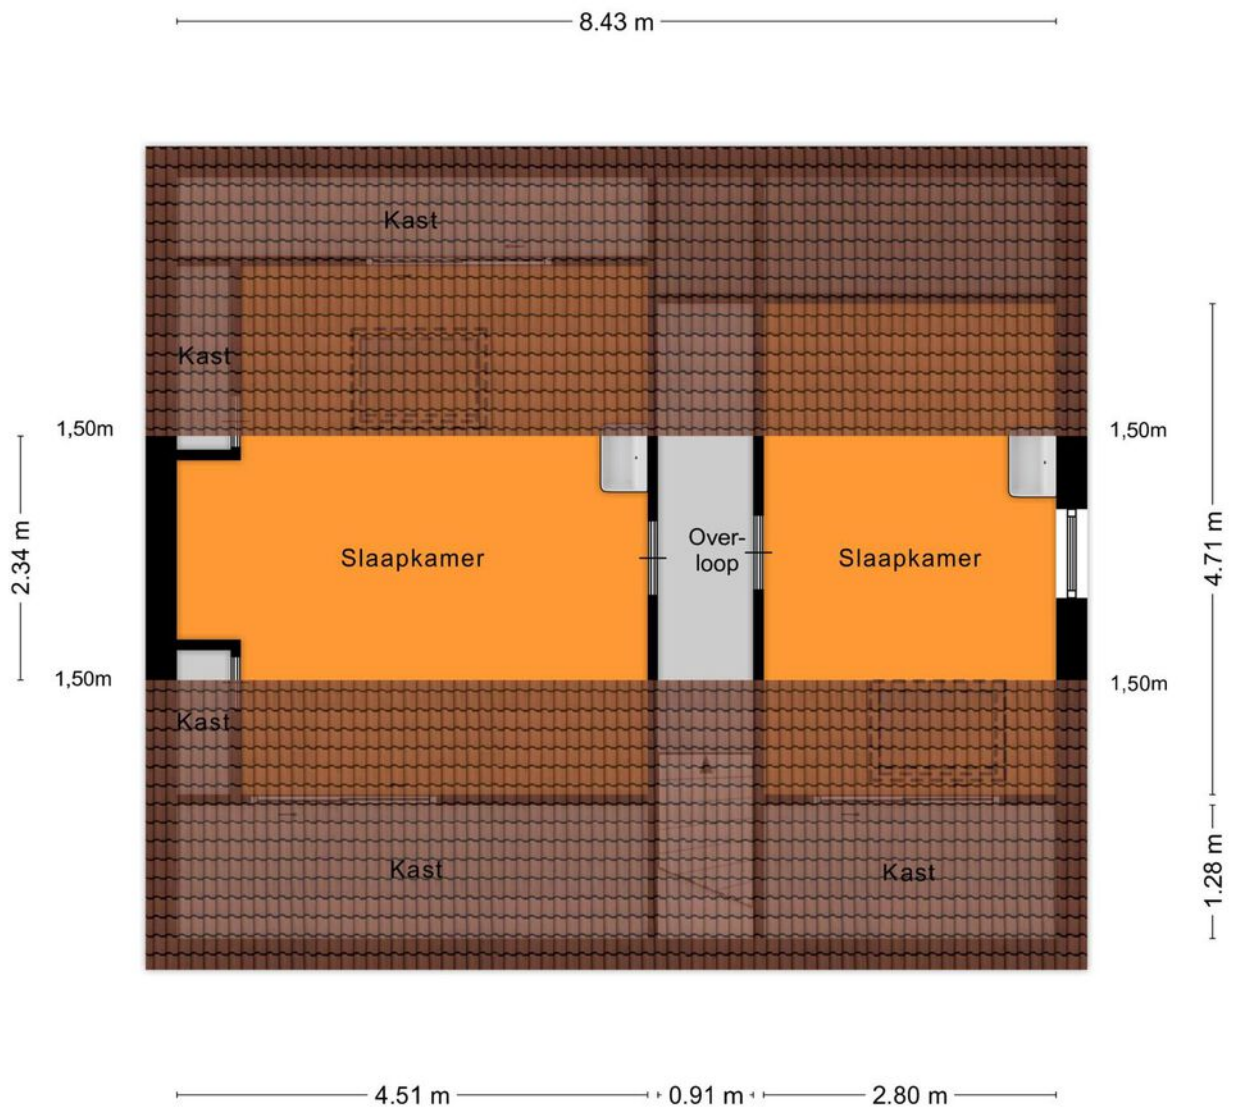 8.43 m
Kast
Kast
1,50m
1,50m
2.34 m
Slaapkamer
Over-
loop
Slaapkamer
4.71 m
1,50m
1,50m
Kast
Kast
Kast
1.28 m
4.51 m
0.91 m
2.80 m